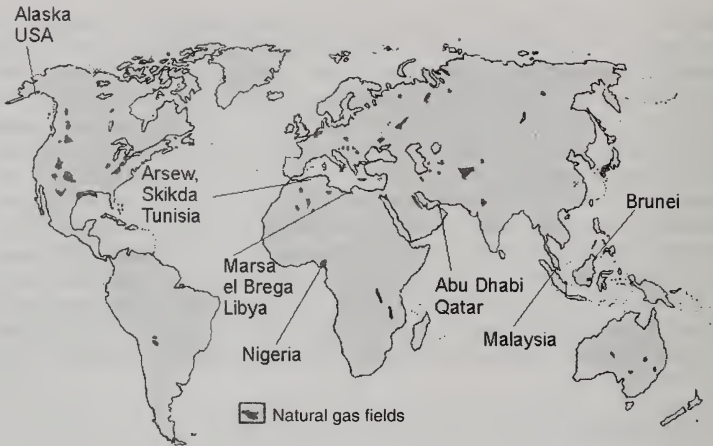 Alaska
USA
Arsew,
Skikda
Tunisia
Marsa
el Brega
Libya
Nigeria
Brunei
Abu Dhabi
Qatar
Malaysia
Natural gas fields